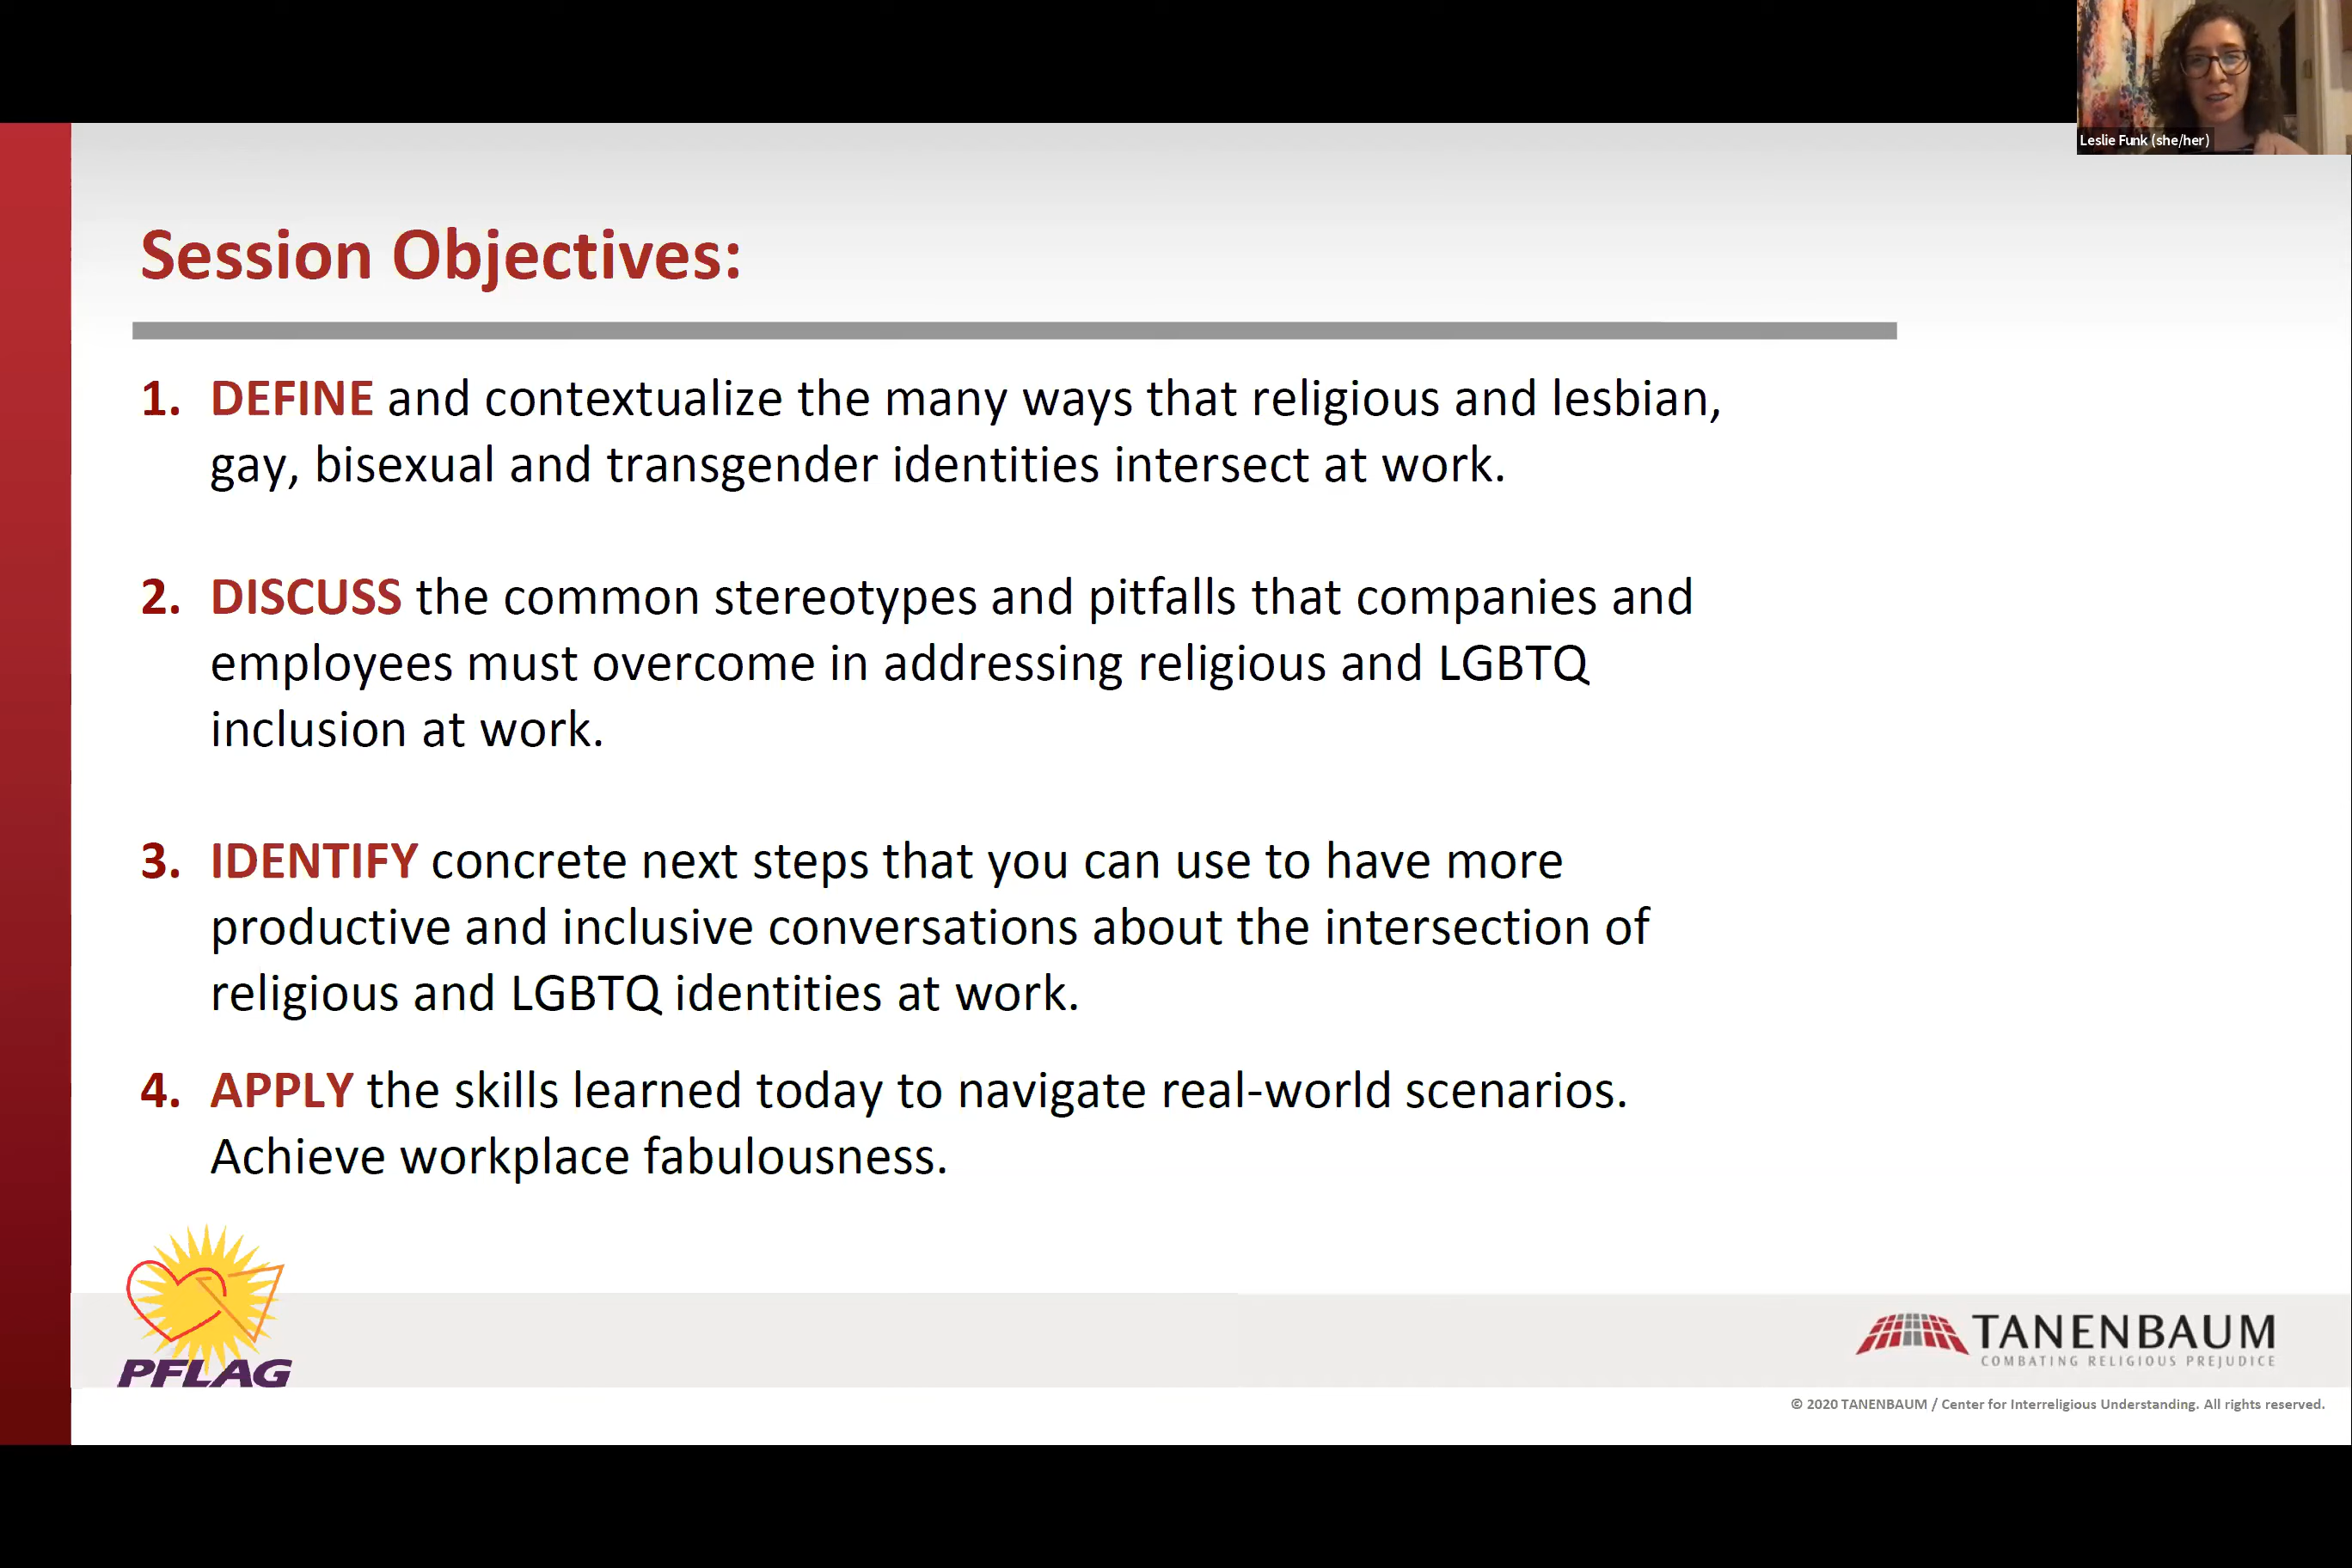 Leslie Funk (she/her)
Session Objectives:
1. DEFINE and contextualize the many ways that religious and lesbian,
gay, bisexual and transgender identities intersect at work.
2. DISCUSS the common stereotypes and pitfalls that companies and
employees must overcome in addressing religious and LGBTQ
inclusion at work.
3. IDENTIFY concrete next steps that you can use to have more
productive and inclusive conversations about the intersection of
religious and LGBTQ identities at work.
4. APPLY the skills learned today to navigate real-world scenarios.
Achieve workplace fabulousness.
PFLAG
TANENBAUM
COMBATING RELIGIOUS PREJUDICE
© 2020 TANENBAUM / Center for Interreligious Understanding. All rights reserved.